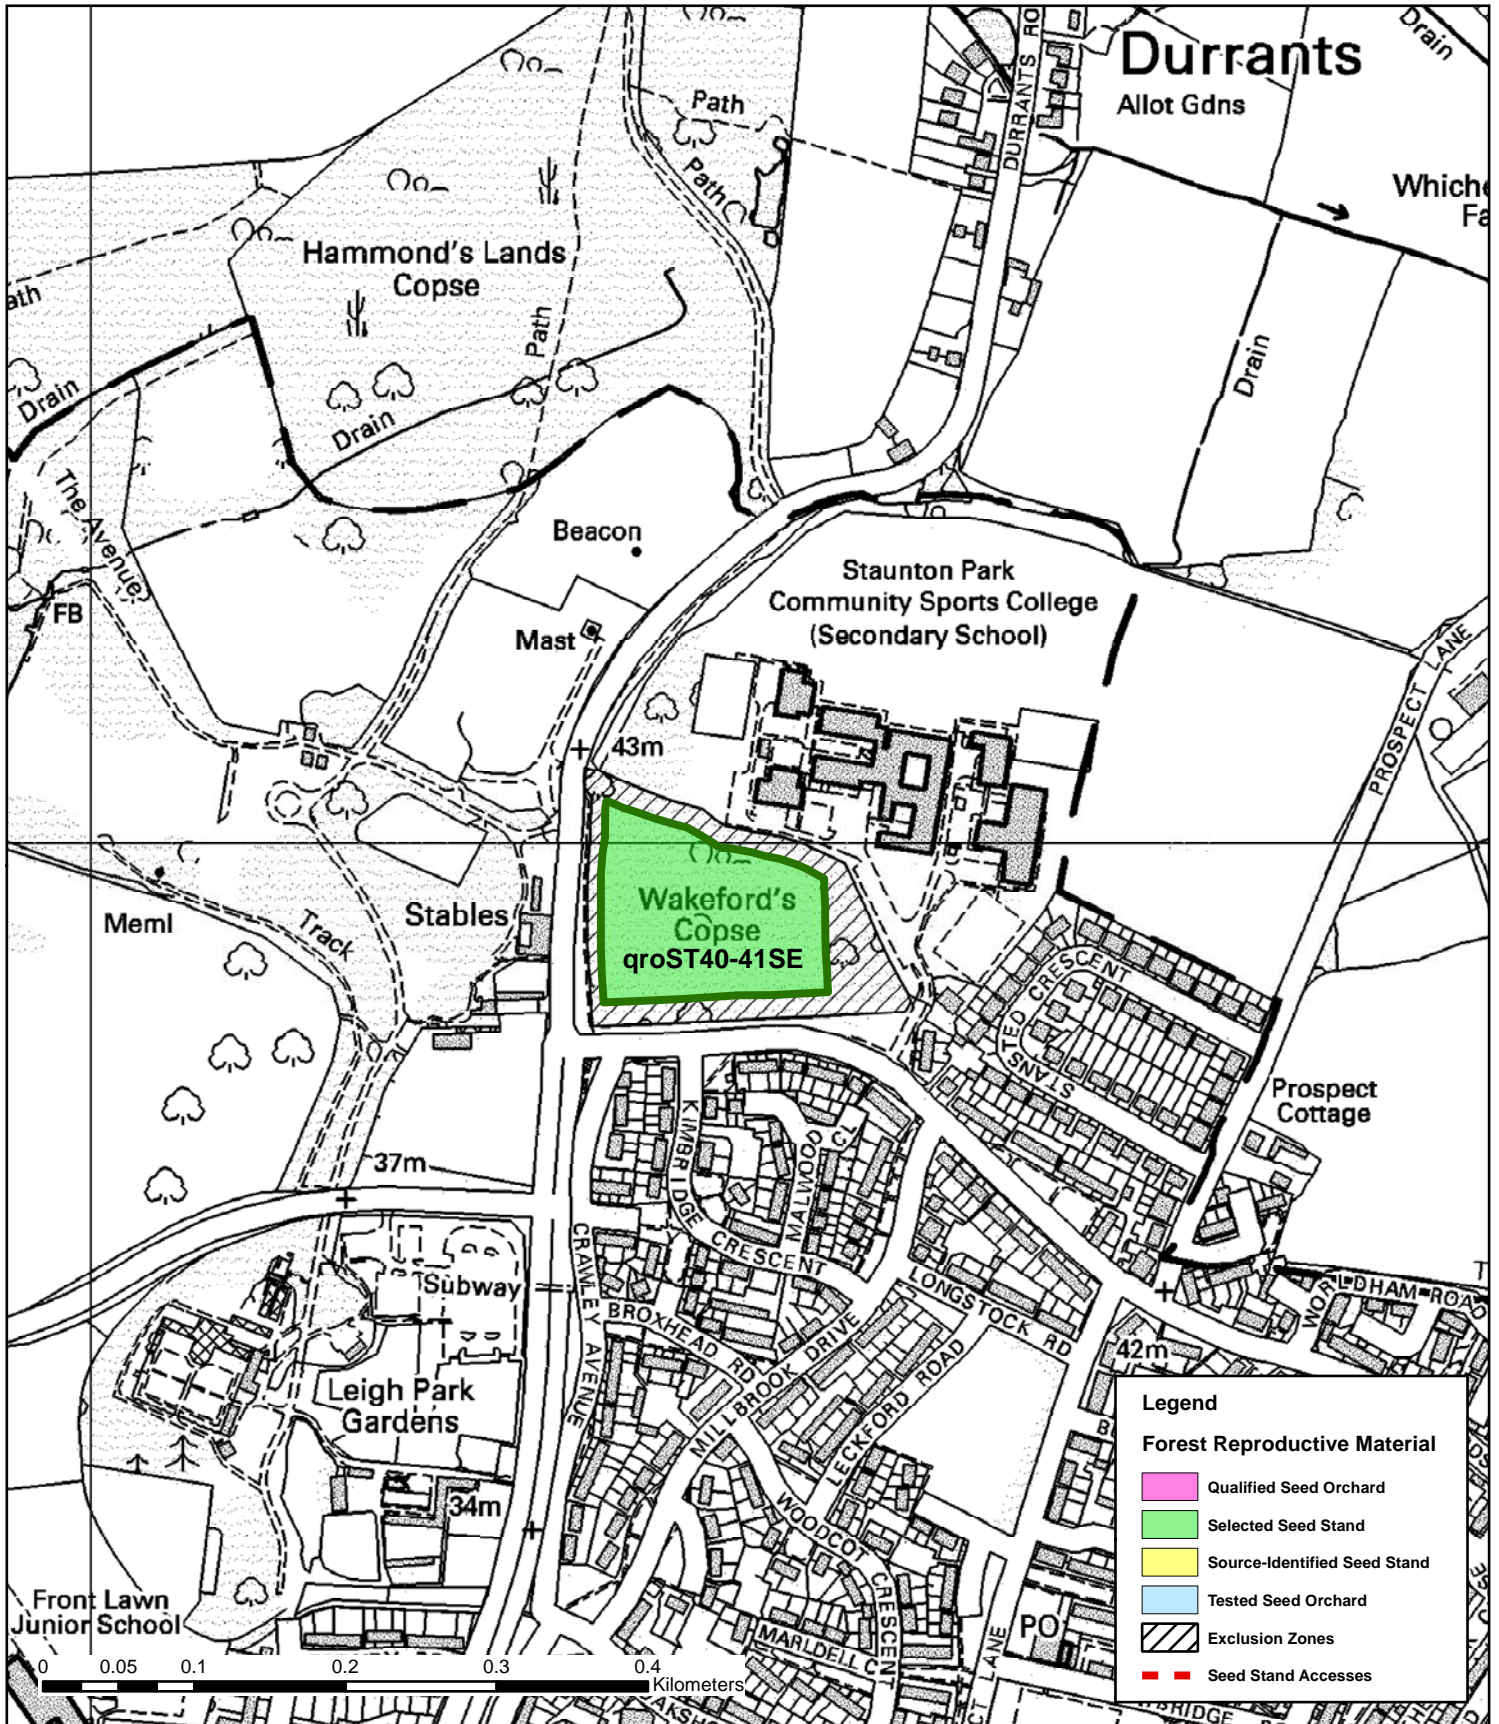 Durrants
Allot Gdns
Drain
DURRANTS RO
Path
Path
Whiche
Fa
Hammond's Lands
Copse
ath
Path
Drain
Drain
Drain
The Avenue
Beacon
FB
Mast
Staunton Park
Community Sports College
(Secondary School)
PROSPECT LANE
43m
Wakeford's
Copse
qroST40-41SE
Stables
Meml
Track
STANSTED CRESCENT
Prospect
Cottage
KIMBRIDGE CRESCENT
MALWOOD CL
37m
CRAWLEY AVENUE
Subway
BROXHEAD RD
MILLBROOK DRIVE
LONGSTOCK RD
LECKFORD ROAD
WORLDHAM ROAD
42m
Leigh Park
Gardens
34m
WOODCOT CRESCENT
Front Lawn
Junior School
MARLDELL C
PO
CT LANE
BRIDGE
Legend
Forest Reproductive Material
Qualified Seed Orchard
Selected Seed Stand
Source-Identified Seed Stand
Tested Seed Orchard
Exclusion Zones
Seed Stand Accesses
0 0.05 0.1 0.2 0.3 0.4
Kilometers